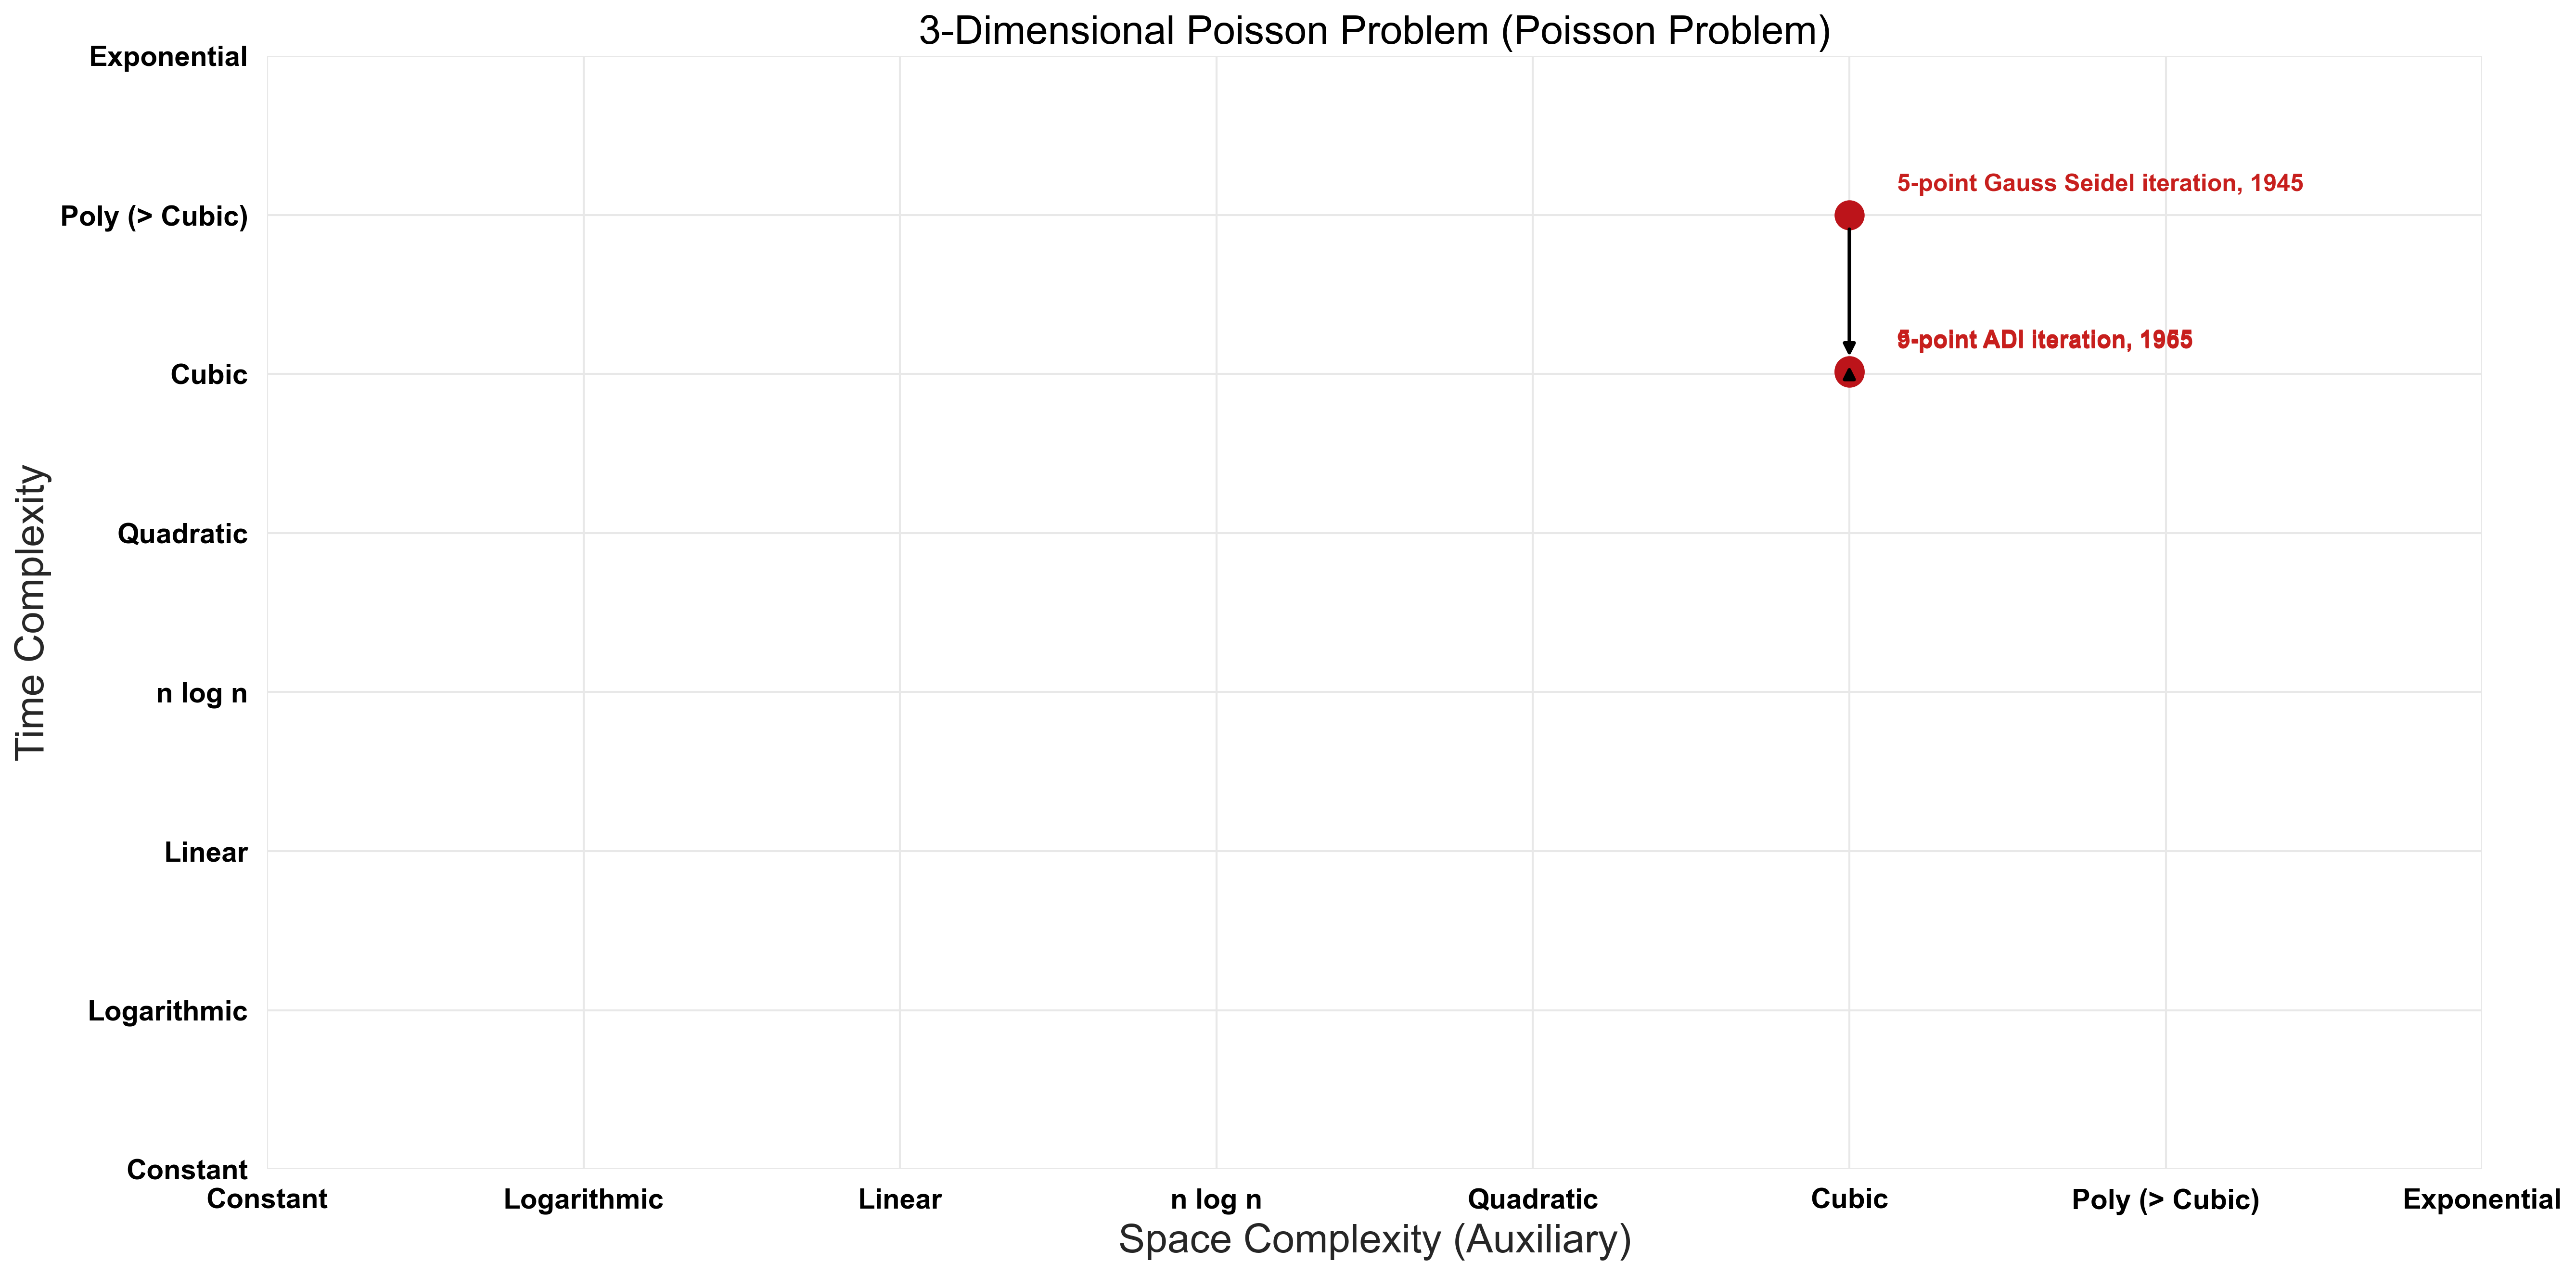 3-Dimensional Poisson Problem (Poisson Problem)
Exponential
Poly (> Cubic)
Cubic
Quadratic
n log n
Linear
Logarithmic
Constant
Time Complexity
5-point Gauss Seidel iteration, 1945
-point ADI iteration,
Constant
Logarithmic
Linear
n log n
Quadratic
Cubic
Poly (> Cubic)
Exponential
Space Complexity (Auxiliary)